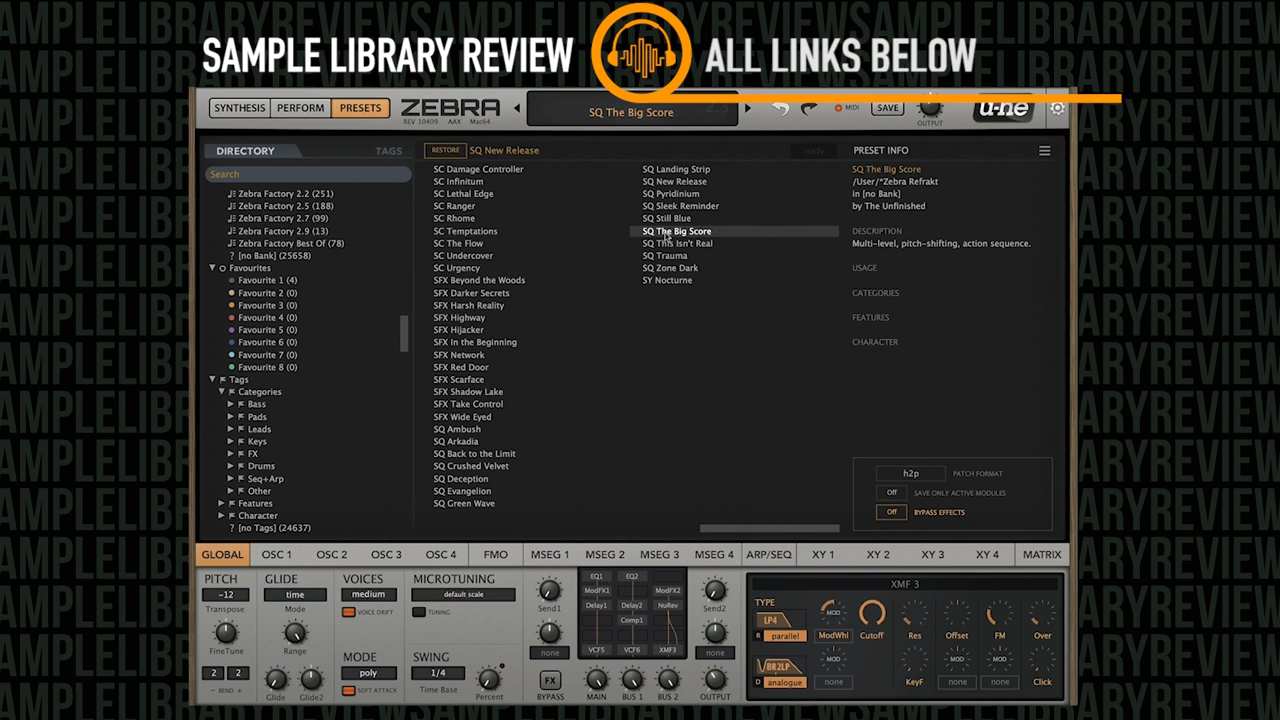 SAMPLE LIBRARY REVIEW
ALL LINKS BELOW
SYNTHESIS PERFORM PRESETS
ZEBRA
REV 10409 AAX Mac64
SQ The Big Score
MIDI
SAVE
OUTPUT
u-he
DIRECTORY
TAGS
Search
Zebra Factory 2.2 (251)
Zebra Factory 2.5 (188)
Zebra Factory 2.7 (99)
Zebra Factory 2.9 (13)
Zebra Factory Best Of (78)
? [no Bank] (25658)
Favourites
Favourite 1 (4)
Favourite 2 (0)
Favourite 3 (0)
Favourite 4 (0)
Favourite 5 (0)
Favourite 6 (0)
Favourite 7 (0)
Favourite 8 (0)
Tags
Categories
Bass
Pads
Leads
Keys
FX
Drums
Seq+Arp
Other
Features
Character
? [no Tags] (24637)
RESTORE
SQ New Release
ready
SC Damage Controller
SC Infinitum
SC Lethal Edge
SC Ranger
SC Rhome
SC Temptations
SC The Flow
SC Undercover
SC Urgency
SFX Beyond the Woods
SFX Darker Secrets
SFX Harsh Reality
SFX Highway
SFX Hijacker
SFX In the Beginning
SFX Network
SFX Red Door
SFX Scarface
SFX Shadow Lake
SFX Take Control
SFX Wide Eyed
SQ Ambush
SQ Arkadia
SQ Back to the Limit
SQ Crushed Velvet
SQ Deception
SQ Evangelion
SQ Green Wave
SQ Landing Strip
SQ New Release
SQ Pyridinium
SQ Sleek Reminder
SQ Still Blue
SQ The Big Score
SQ This Isn't Real
SQ Trauma
SQ Zone Dark
SY Nocturne
PRESET INFO
SQ The Big Score
/User/*Zebra Refrakt
in [no Bank]
by The Unfinished
DESCRIPTION
Multi-level, pitch-shifting, action sequence.
USAGE
CATEGORIES
FEATURES
CHARACTER
h2p PATCH FORMAT
Off SAVE ONLY ACTIVE MODULES
Off BYPASS EFFECTS
GLOBAL OSC 1 OSC 2 OSC 3 OSC 4 FMO MSEG 1 MSEG 2 MSEG 3 MSEG 4 ARP/SEQ XY 1 XY 2 XY 3 XY 4 MATRIX
PITCH
-12
Transpose
FineTune
2 2
− BEND +
GLIDE
time
Mode
Range
Glide Glide2
VOICES
medium
VOICE DRIFT
MODE
poly
SOFT ATTACK
MICROTUNING
default scale
TUNING
SWING
1/4
Time Base
Percent
Send1
none
FX
BYPASS
EQ1 EQ2
ModFX1 ModFX2
Delay1 Delay2 NuRev
Comp1
VCF5 VCF6 XMF3
MAIN BUS 1 BUS 2
Send2
none
OUTPUT
XMF 3
TYPE
LP4
R parallel
BR2LP
D analogue
MOD
ModWhl Cutoff Res Offset FM Over
MOD MOD MOD
none KeyF none none Click